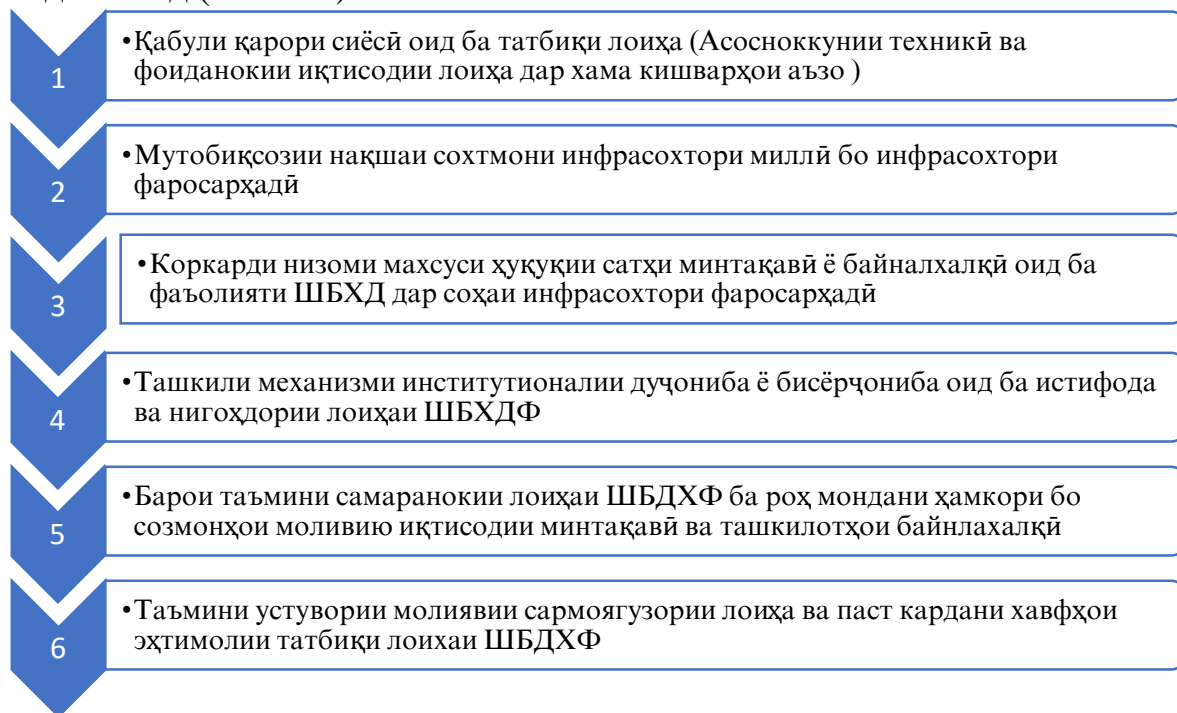 1
•Қабули қарори сиёсӣ оид ба татбиқи лоиҳа (Асосноккунии техникӣ ва
фоиданокии иқтисодии лоиҳа дар хама кишварҳои аъзо )
2
•Мутобиқсозии нақшаи сохтмони инфрасохтори миллӣ бо инфрасохтори
фаросарҳадӣ
3
•Коркарди низоми махсуси ҳуқуқии сатҳи минтақавӣ ё байналхалқӣ оид ба
фаъолияти ШБХД дар соҳаи инфрасохтори фаросарҳадӣ
4
•Ташкили механизми институтионалии дуҷониба ё бисёрҷониба оид ба истифода
ва нигоҳдории лоиҳаи ШБХДФ
5
•Барои таъмини самаранокии лоиҳаи ШБДХФ ба роҳ мондани ҳамкори бо
созмонҳои моливию иқтисодии минтақавӣ ва ташкилотҳои байнлахалқӣ
6
•Таъмини устувории молиявии сармоягузории лоиҳа ва паст кардани хавфҳои
эҳтимолии татбиқи лоихаи ШБДХФ